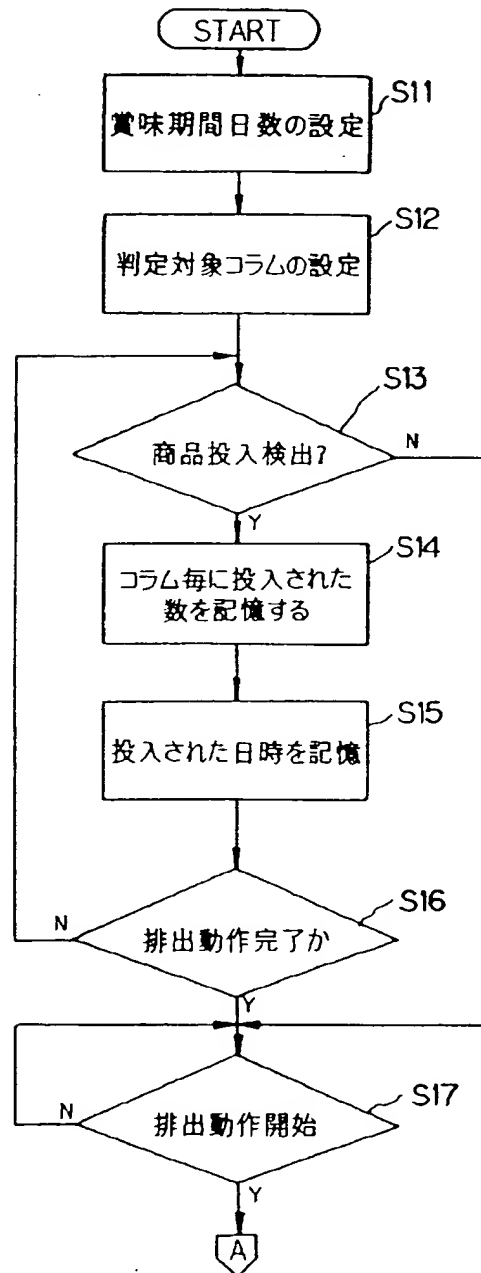 START
S11
賞味期間日数の設定
S12
判定対象コラムの設定
S13
商品投入検出?
N
Y
S14
コラム毎に投入された
数を記憶する
S15
投入された日時を記憶
S16
N
排出動作完了か
Y
S17
N
排出動作開始
Y
A